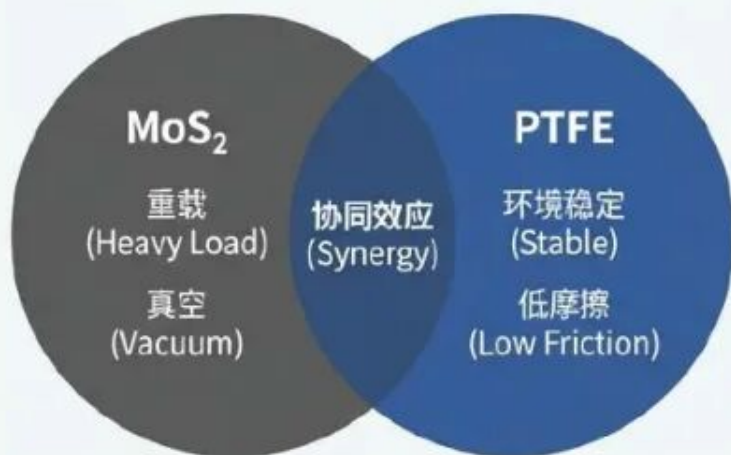 MoS₂
重载
(Heavy Load)
真空
(Vacuum)
协同效应
(Synergy)
PTFE
环境稳定
(Stable)
低摩擦
(Low Friction)